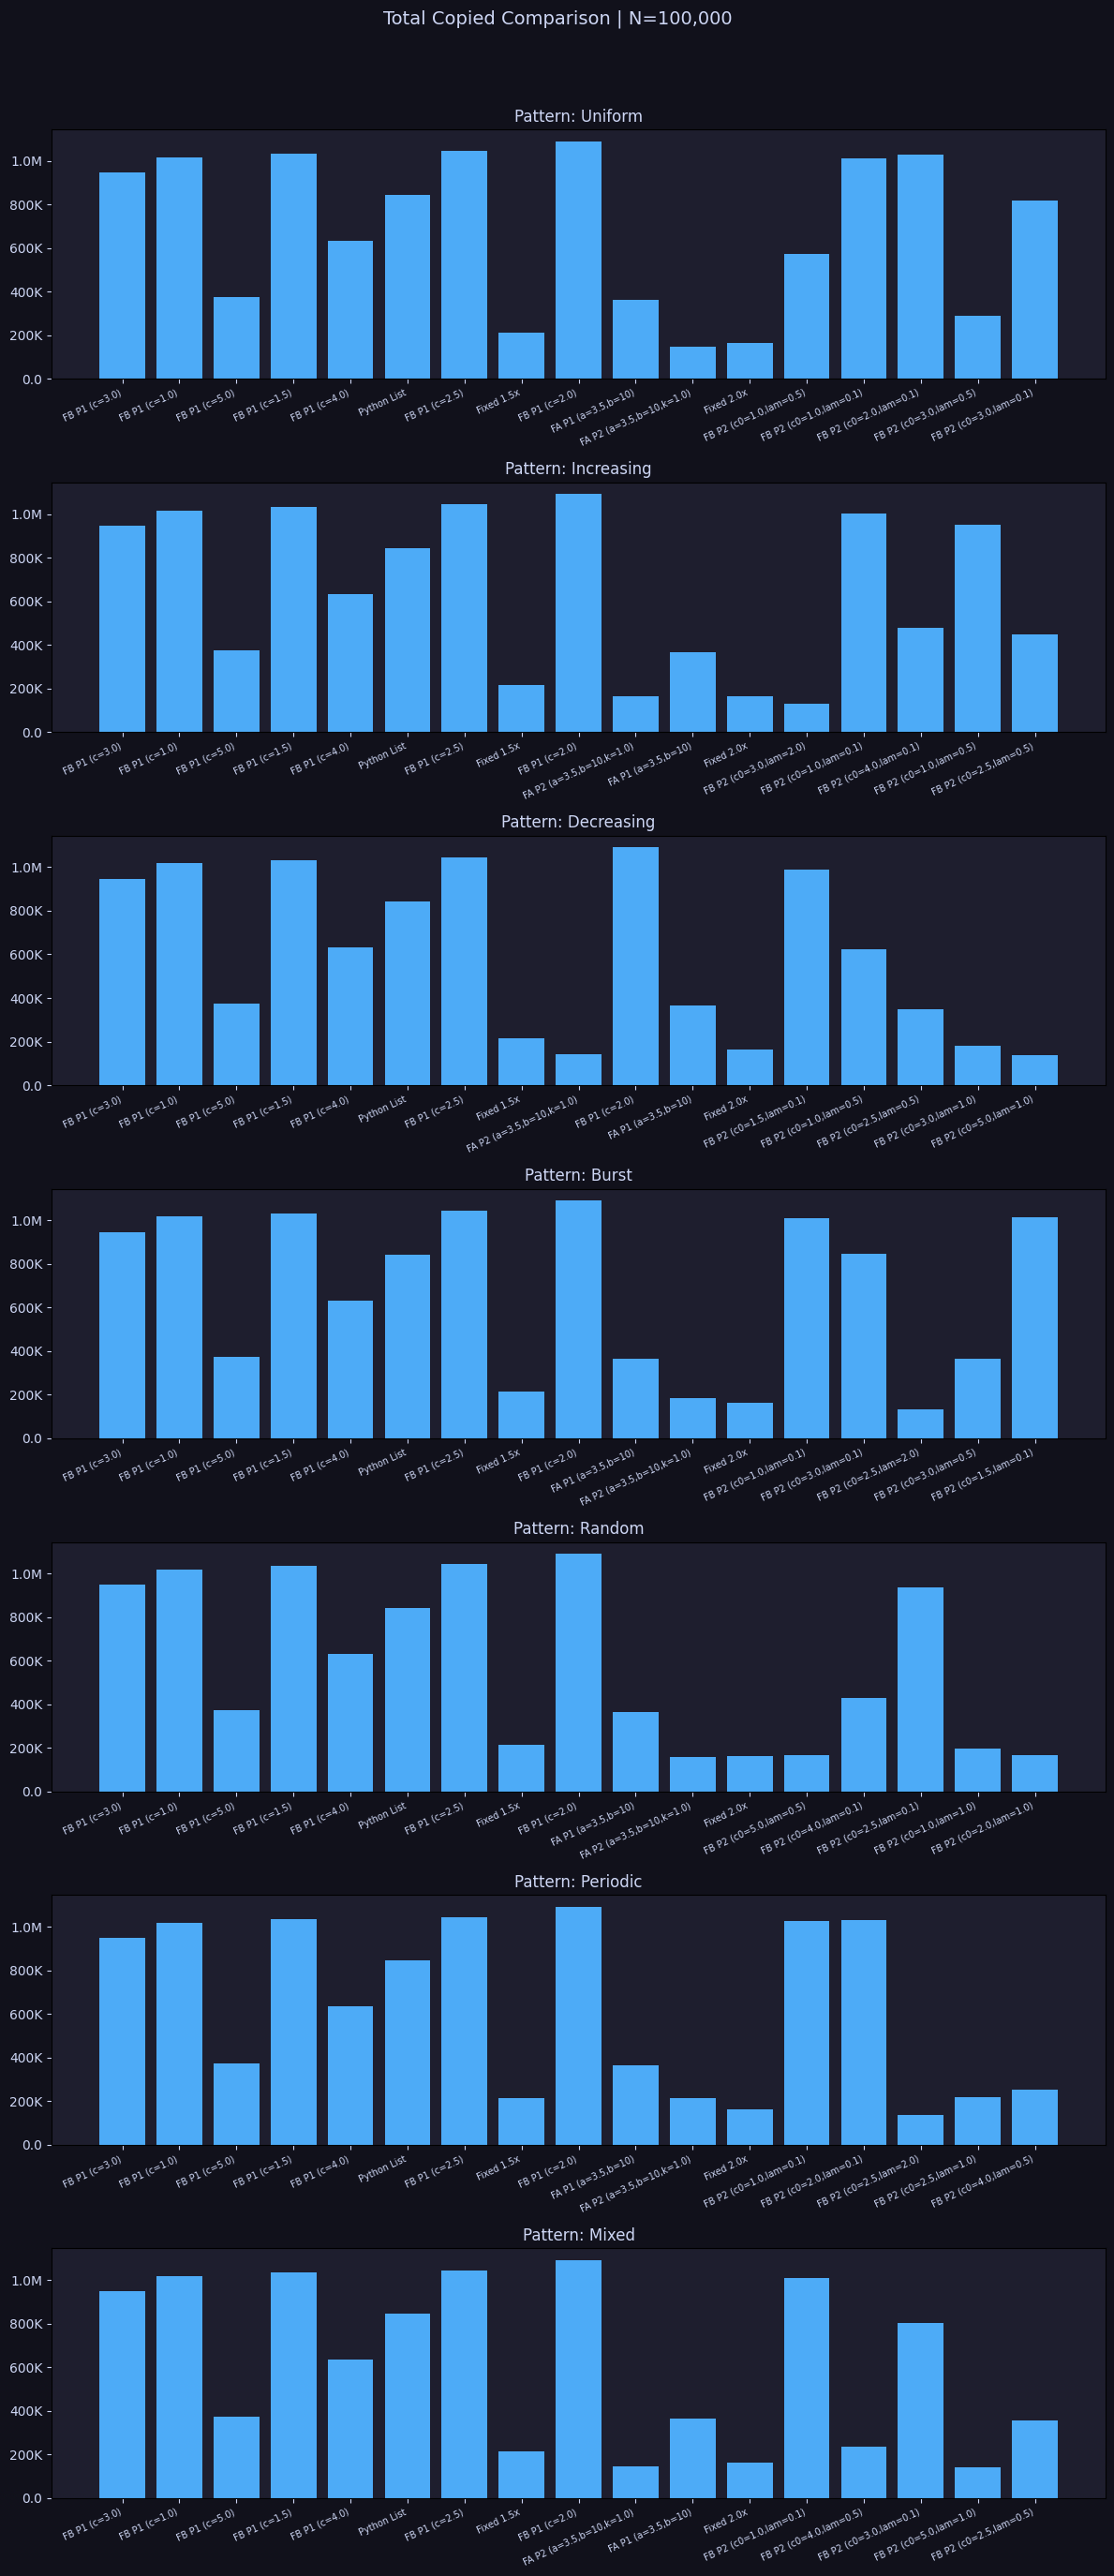 Total Copied Comparison | N=100,000
Pattern: Uniform
1.0M
800K
600K
400K
200K
0.0
FB P1 (c=3.0)
FB P1 (c=1.0)
FB P1 (c=5.0)
FB P1 (c=1.5)
FB P1 (c=4.0)
Python List
FB P1 (c=2.5)
Fixed 1.5x
FB P1 (c=2.0)
FA P1 (a=3.5,b=10)
FA P2 (a=3.5,b=10,k=1.0)
Fixed 2.0x
FB P2 (c0=1.0,lam=0.5)
FB P2 (c0=1.0,lam=0.1)
FB P2 (c0=2.0,lam=0.1)
FB P2 (c0=3.0,lam=0.5)
FB P2 (c0=3.0,lam=0.1)
Pattern: Increasing
1.0M
800K
600K
400K
200K
0.0
FB P1 (c=3.0)
FB P1 (c=1.0)
FB P1 (c=5.0)
FB P1 (c=1.5)
FB P1 (c=4.0)
Python List
FB P1 (c=2.5)
Fixed 1.5x
FB P1 (c=2.0)
FA P2 (a=3.5,b=10,k=1.0)
FA P1 (a=3.5,b=10)
Fixed 2.0x
FB P2 (c0=3.0,lam=2.0)
FB P2 (c0=1.0,lam=0.1)
FB P2 (c0=4.0,lam=0.1)
FB P2 (c0=1.0,lam=0.5)
FB P2 (c0=2.5,lam=0.5)
Pattern: Decreasing
1.0M
800K
600K
400K
200K
0.0
FB P1 (c=3.0)
FB P1 (c=1.0)
FB P1 (c=5.0)
FB P1 (c=1.5)
FB P1 (c=4.0)
Python List
FB P1 (c=2.5)
Fixed 1.5x
FA P2 (a=3.5,b=10,k=1.0)
FB P1 (c=2.0)
FA P1 (a=3.5,b=10)
Fixed 2.0x
FB P2 (c0=1.5,lam=0.1)
FB P2 (c0=1.0,lam=0.5)
FB P2 (c0=2.5,lam=0.5)
FB P2 (c0=3.0,lam=1.0)
FB P2 (c0=5.0,lam=1.0)
Pattern: Burst
1.0M
800K
600K
400K
200K
0.0
FB P1 (c=3.0)
FB P1 (c=1.0)
FB P1 (c=5.0)
FB P1 (c=1.5)
FB P1 (c=4.0)
Python List
FB P1 (c=2.5)
Fixed 1.5x
FB P1 (c=2.0)
FA P1 (a=3.5,b=10)
FA P2 (a=3.5,b=10,k=1.0)
Fixed 2.0x
FB P2 (c0=1.0,lam=0.1)
FB P2 (c0=3.0,lam=0.1)
FB P2 (c0=2.5,lam=2.0)
FB P2 (c0=3.0,lam=0.5)
FB P2 (c0=1.5,lam=0.1)
Pattern: Random
1.0M
800K
600K
400K
200K
0.0
FB P1 (c=3.0)
FB P1 (c=1.0)
FB P1 (c=5.0)
FB P1 (c=1.5)
FB P1 (c=4.0)
Python List
FB P1 (c=2.5)
Fixed 1.5x
FB P1 (c=2.0)
FA P1 (a=3.5,b=10)
FA P2 (a=3.5,b=10,k=1.0)
Fixed 2.0x
FB P2 (c0=5.0,lam=0.5)
FB P2 (c0=4.0,lam=0.1)
FB P2 (c0=2.5,lam=0.1)
FB P2 (c0=1.0,lam=1.0)
FB P2 (c0=2.0,lam=1.0)
Pattern: Periodic
1.0M
800K
600K
400K
200K
0.0
FB P1 (c=3.0)
FB P1 (c=1.0)
FB P1 (c=5.0)
FB P1 (c=1.5)
FB P1 (c=4.0)
Python List
FB P1 (c=2.5)
Fixed 1.5x
FB P1 (c=2.0)
FA P1 (a=3.5,b=10)
FA P2 (a=3.5,b=10,k=1.0)
Fixed 2.0x
FB P2 (c0=1.0,lam=0.1)
FB P2 (c0=2.0,lam=0.1)
FB P2 (c0=2.5,lam=2.0)
FB P2 (c0=2.5,lam=1.0)
FB P2 (c0=4.0,lam=0.5)
Pattern: Mixed
1.0M
800K
600K
400K
200K
0.0
FB P1 (c=3.0)
FB P1 (c=1.0)
FB P1 (c=5.0)
FB P1 (c=1.5)
FB P1 (c=4.0)
Python List
FB P1 (c=2.5)
Fixed 1.5x
FB P1 (c=2.0)
FA P2 (a=3.5,b=10,k=1.0)
FA P1 (a=3.5,b=10)
Fixed 2.0x
FB P2 (c0=1.0,lam=0.1)
FB P2 (c0=4.0,lam=0.5)
FB P2 (c0=3.0,lam=0.1)
FB P2 (c0=5.0,lam=1.0)
FB P2 (c0=2.5,lam=0.5)